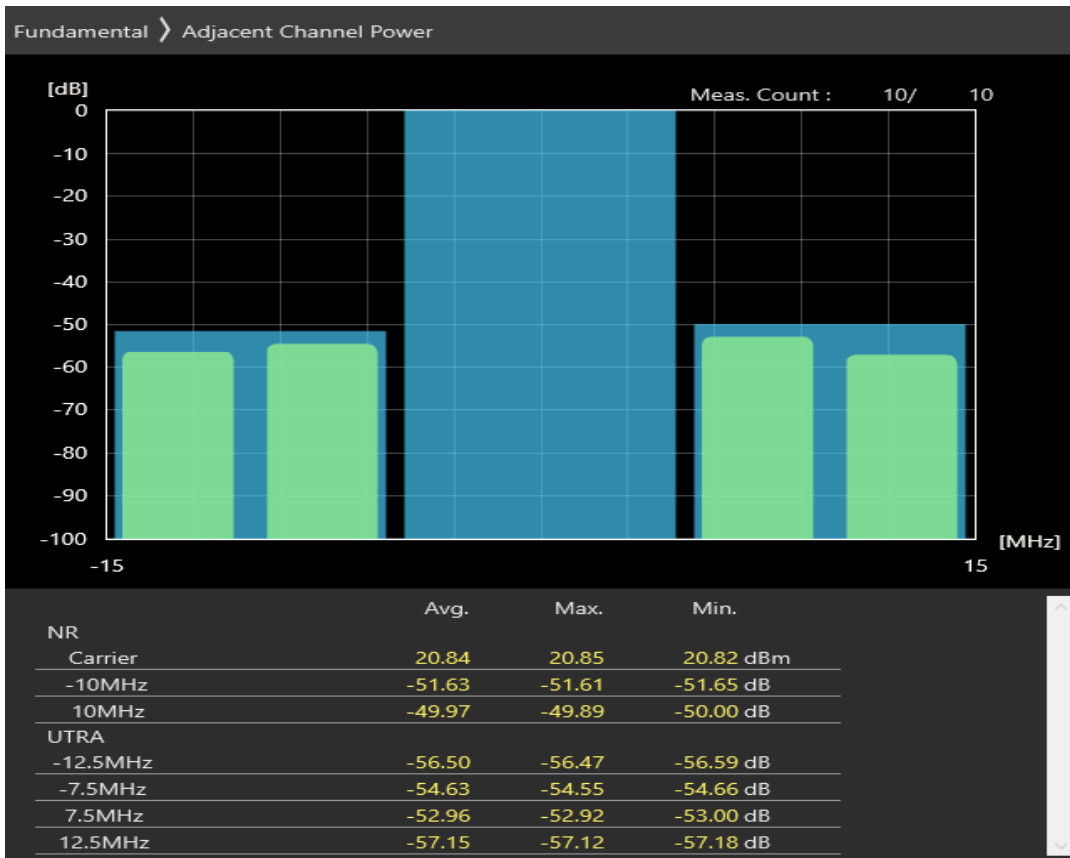 Fundamental ❯ Adjacent Channel Power
[dB]
Meas. Count : 10/ 10
0
-10
-20
-30
-40
-50
-60
-70
-80
-90
-100
[MHz]
-15 15
Avg. Max. Min.
NR
Carrier 20.84 20.85 20.82 dBm
-10MHz -51.63 -51.61 -51.65 dB
10MHz -49.97 -49.89 -50.00 dB
UTRA
-12.5MHz -56.50 -56.47 -56.59 dB
-7.5MHz -54.63 -54.55 -54.66 dB
7.5MHz -52.96 -52.92 -53.00 dB
12.5MHz -57.15 -57.12 -57.18 dB